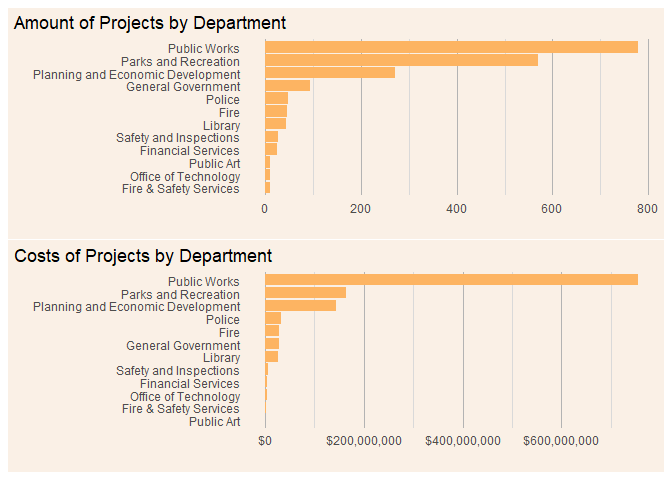 Amount of Projects by Department
Public Works
Parks and Recreation
Planning and Economic Development
General Government
Police
Fire
Library
Safety and Inspections
Financial Services
Public Art
Office of Technology
Fire & Safety Services
0 200 400 600 800
Costs of Projects by Department
Public Works
Parks and Recreation
Planning and Economic Development
Police
Fire
General Government
Library
Safety and Inspections
Financial Services
Office of Technology
Fire & Safety Services
Public Art
$0 $200,000,000 $400,000,000 $600,000,000